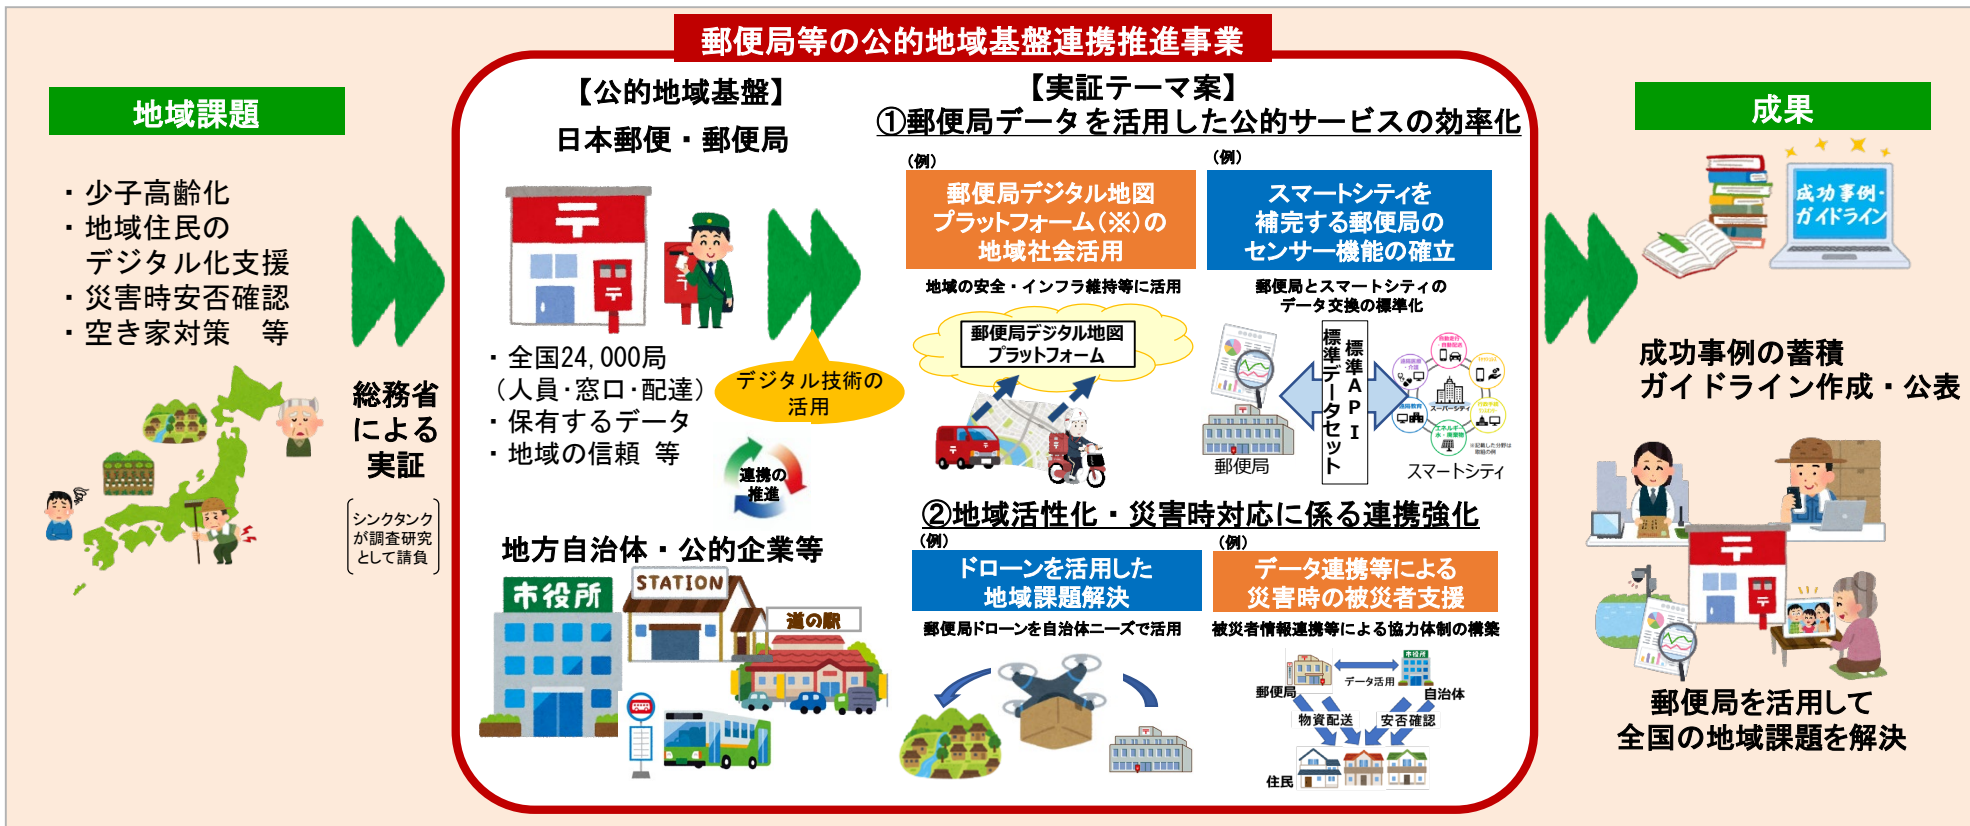 郵便局等の公的地域基盤連携推進事業
地域課題
・少子高齢化
・地域住民の
デジタル化支援
・災害時安否確認
・空き家対策　等
総務省
による
実証
シンクタンク
が調査研究
として請負
【公的地域基盤】
日本郵便・郵便局
・全国24,000局
（人員・窓口・配達）
・保有するデータ
・地域の信頼 等
デジタル技術の
活用
連携の
推進
地方自治体・公的企業等
市役所
STATION
道の駅
【実証テーマ案】
①郵便局データを活用した公的サービスの効率化
（例）
郵便局デジタル地図
プラットフォーム（※）の
地域社会活用
地域の安全・インフラ維持等に活用
郵便局デジタル地図
プラットフォーム
（例）
スマートシティを
補完する郵便局の
センサー機能の確立
郵便局とスマートシティの
データ交換の標準化
郵便局
標準API
標準データセット
スーパーシティ
スマートシティ
②地域活性化・災害時対応に係る連携強化
（例）
ドローンを活用した
地域課題解決
郵便局ドローンを自治体ニーズで活用
（例）
データ連携等による
災害時の被災者支援
被災者情報連携等による協力体制の構築
市役所
郵便局
データ活用
自治体
物資配送
安否確認
住民
成果
成功事例・
ガイドライン
成功事例の蓄積
ガイドライン作成・公表
郵便局を活用して
全国の地域課題を解決